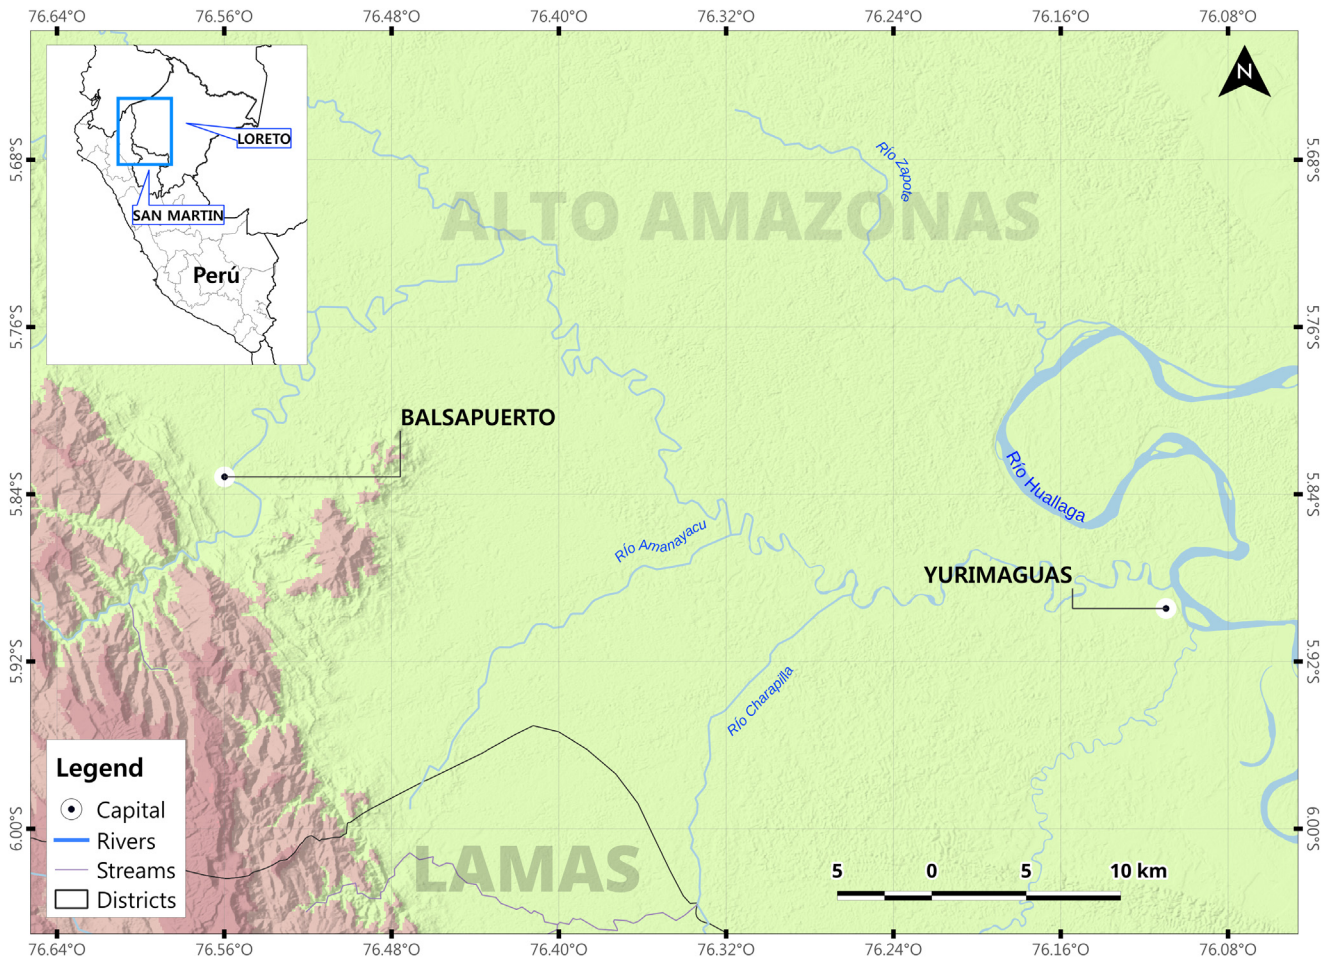 76.64°O 76.56°O 76.48°O 76.40°O 76.32°O 76.24°O 76.16°O 76.08°O
N
LORETO
SAN MARTIN
Perú
5.68°S
5.68°S
Río Zapote
ALTO AMAZONAS
5.76°S
5.76°S
BALSAPUERTO
Río Huallaga
5.84°S
5.84°S
Río Amanayacu
YURIMAGUAS
5.92°S
5.92°S
Río Charapilla
Legend
Capital
Rivers
Streams
Districts
6.00°S
6.00°S
LAMAS
5 0 5 10 km
76.64°O 76.56°O 76.48°O 76.40°O 76.32°O 76.24°O 76.16°O 76.08°O